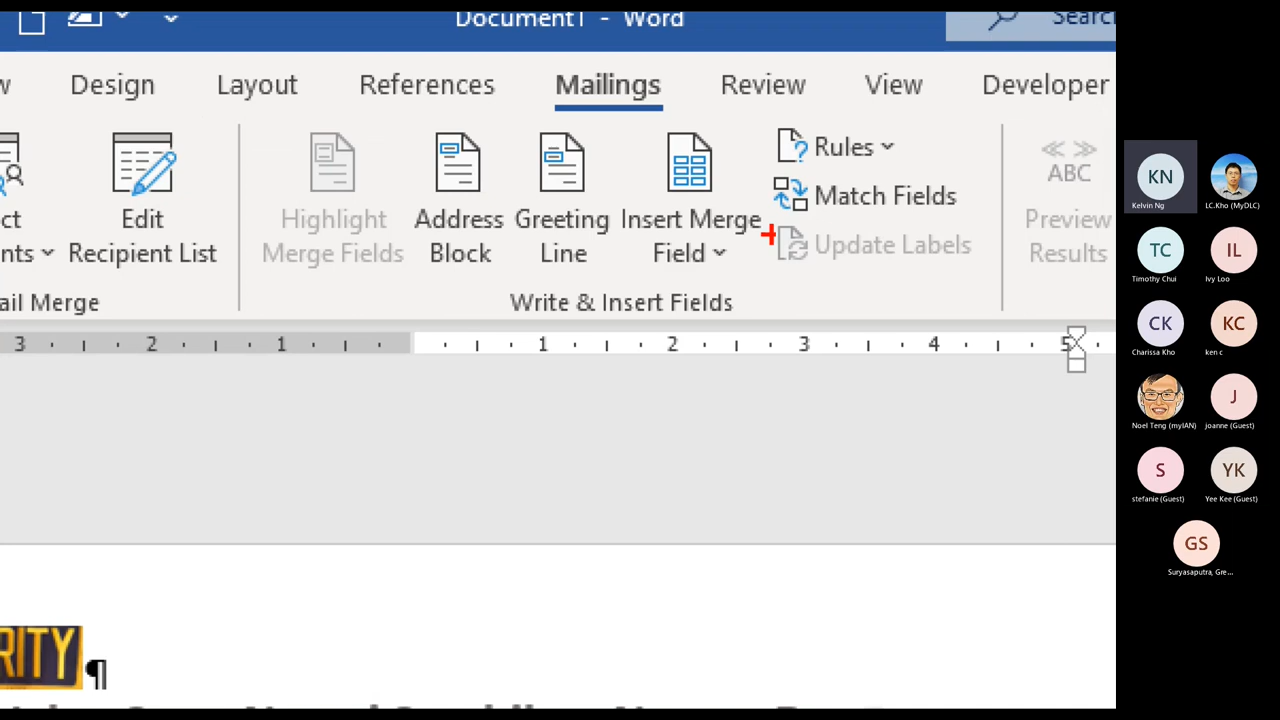 Document1 - Word
Design Layout References Mailings Review View Developer
Edit Recipient List
Highlight Merge Fields
Address Block
Greeting Line
Insert Merge Field
Rules
Match Fields
Update Labels
ABC
Preview Results
Write & Insert Fields
3 2 1 1 2 3 4 5
RITY ¶
KN
Kelvin Ng
LC.Kho (MyDLC)
TC
Timothy Chui
IL
Ivy Loo
CK
Charissa Kho
KC
ken c
Noel Teng (myIAN)
J
joanne (Guest)
S
stefanie (Guest)
YK
Yee Kee (Guest)
GS
Suryasaputra, Gre...